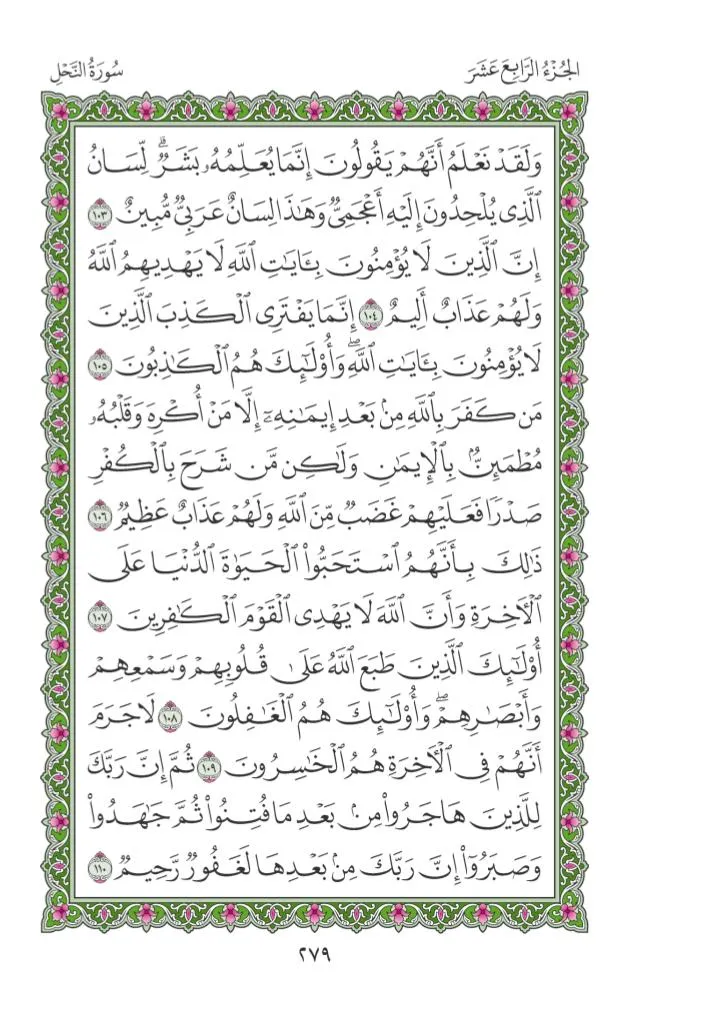 الجُزْءُ الرَّابِعَ عَشَرَ
سُورَةُ النَّحْلِ
وَلَقَدْ نَعْلَمُ أَنَّهُمْ يَقُولُونَ إِنَّمَا يُعَلِّمُهُۥ بَشَرٌۗ لِّسَانُ
ٱلَّذِى يُلْحِدُونَ إِلَيْهِ أَعْجَمِىٌّ وَهَٰذَا لِسَانٌ عَرَبِىٌّ مُّبِينٌ ١٠٣
إِنَّ ٱلَّذِينَ لَا يُؤْمِنُونَ بِـَٔايَٰتِ ٱللَّهِ لَا يَهْدِيهِمُ ٱللَّهُ
وَلَهُمْ عَذَابٌ أَلِيمٌ ١٠٤ إِنَّمَا يَفْتَرِى ٱلْكَذِبَ ٱلَّذِينَ
لَا يُؤْمِنُونَ بِـَٔايَٰتِ ٱللَّهِۖ وَأُو۟لَٰٓئِكَ هُمُ ٱلْكَٰذِبُونَ ١٠٥
مَن كَفَرَ بِٱللَّهِ مِنۢ بَعْدِ إِيمَٰنِهِۦٓ إِلَّا مَنْ أُكْرِهَ وَقَلْبُهُۥ
مُطْمَئِنٌّۢ بِٱلْإِيمَٰنِ وَلَٰكِن مَّن شَرَحَ بِٱلْكُفْرِ
صَدْرًا فَعَلَيْهِمْ غَضَبٌ مِّنَ ٱللَّهِ وَلَهُمْ عَذَابٌ عَظِيمٌ ١٠٦
ذَٰلِكَ بِأَنَّهُمُ ٱسْتَحَبُّوا۟ ٱلْحَيَوٰةَ ٱلدُّنْيَا عَلَى
ٱلْءَاخِرَةِ وَأَنَّ ٱللَّهَ لَا يَهْدِى ٱلْقَوْمَ ٱلْكَٰفِرِينَ ١٠٧
أُو۟لَٰٓئِكَ ٱلَّذِينَ طَبَعَ ٱللَّهُ عَلَىٰ قُلُوبِهِمْ وَسَمْعِهِمْ
وَأَبْصَٰرِهِمْۖ وَأُو۟لَٰٓئِكَ هُمُ ٱلْغَٰفِلُونَ ١٠٨ لَا جَرَمَ
أَنَّهُمْ فِى ٱلْءَاخِرَةِ هُمُ ٱلْخَٰسِرُونَ ١٠٩ ثُمَّ إِنَّ رَبَّكَ
لِلَّذِينَ هَاجَرُوا۟ مِنۢ بَعْدِ مَا فُتِنُوا۟ ثُمَّ جَٰهَدُوا۟
وَصَبَرُوٓا۟ إِنَّ رَبَّكَ مِنۢ بَعْدِهَا لَغَفُورٌ رَّحِيمٌ ١١٠
٢٧٩